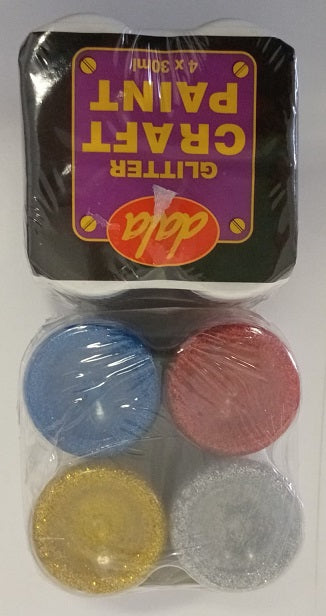 dala
GLITTER
CRAFT
PAINT
4 x 30ml